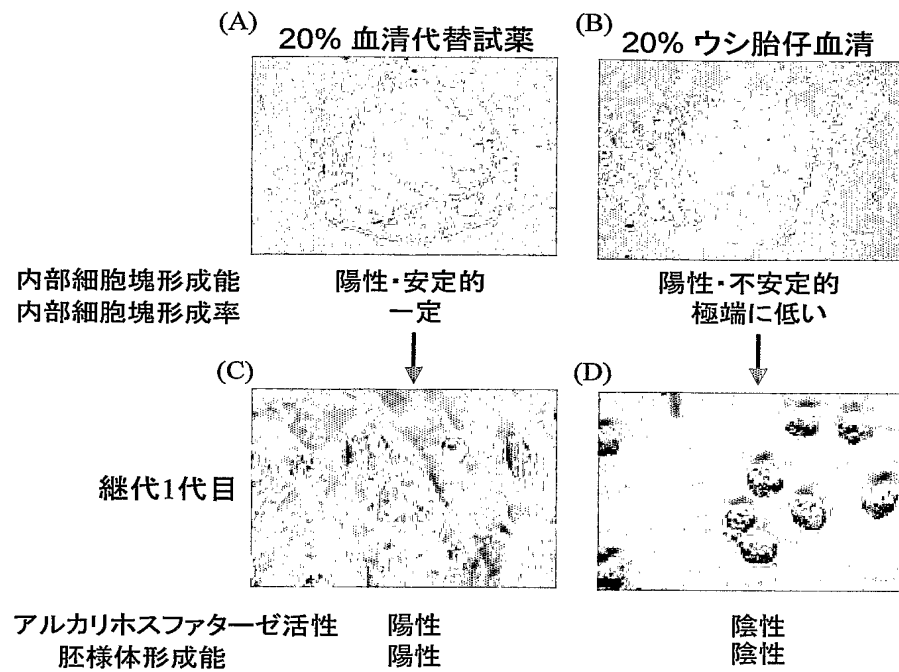 (A)
20% 血清代替試薬
(B)
20% ウシ胎仔血清
内部細胞塊形成能 陽性・安定的 陽性・不安定的
内部細胞塊形成率 一定 極端に低い
(C)
(D)
継代1代目
アルカリホスファターゼ活性 陽性 陰性
胚様体形成能 陽性 陰性